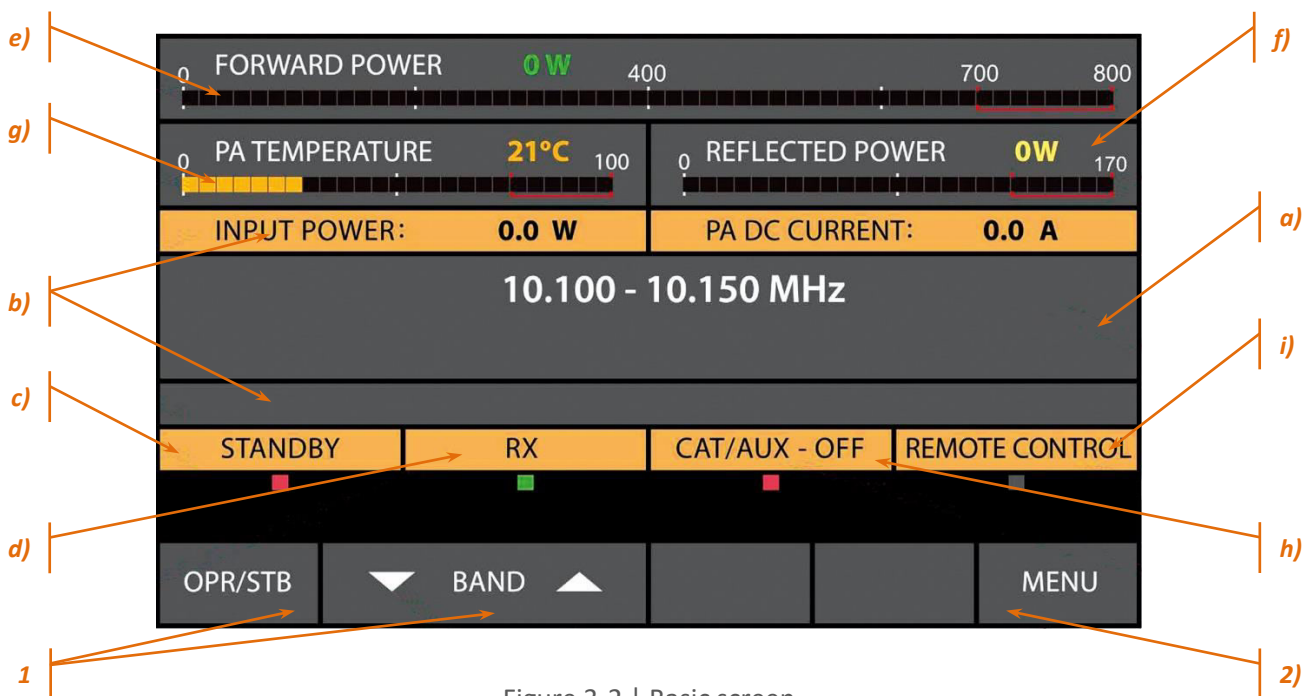 e)
f)
FORWARD POWER 0 W
0 400 700 800
g)
PA TEMPERATURE 21°C
0 100
REFLECTED POWER 0W
0 170
a)
INPUT POWER: 0.0 W
PA DC CURRENT: 0.0 A
b)
10.100 - 10.150 MHz
i)
c)
STANDBY RX CAT/AUX - OFF REMOTE CONTROL
d)
h)
OPR/STB BAND MENU
1
2)
Figure 2-2 | Basic screen